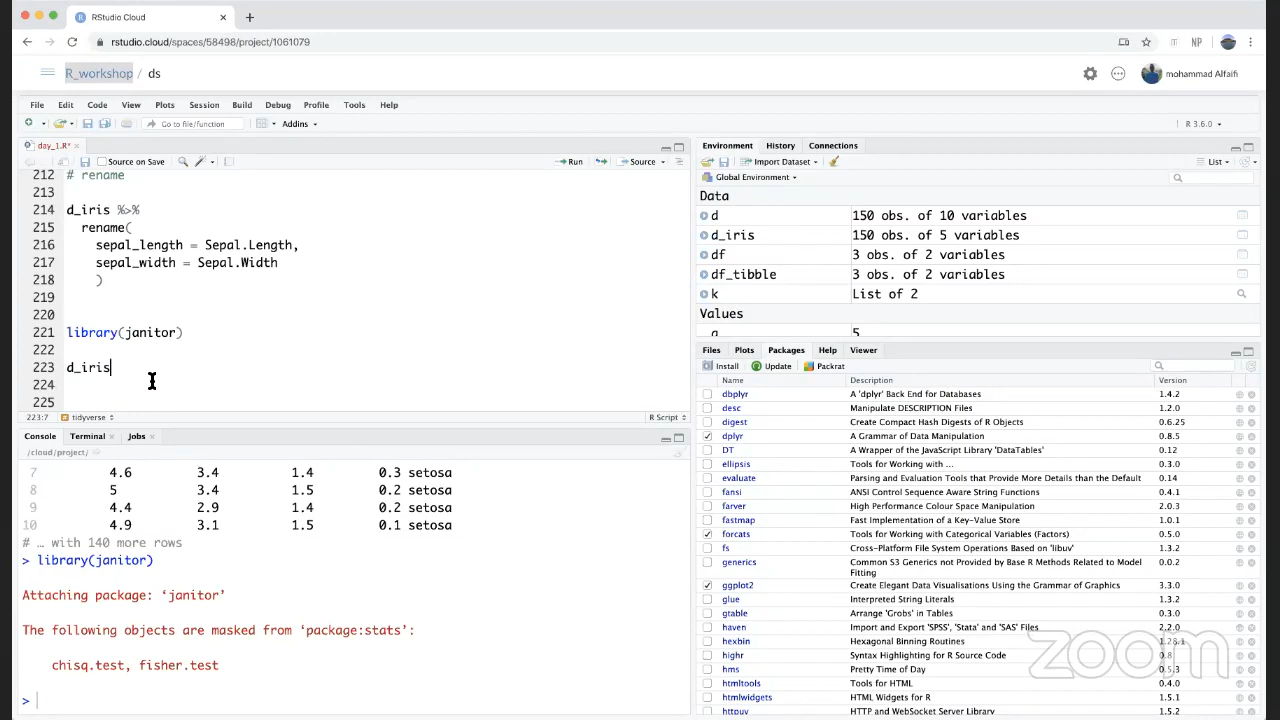 RStudio Cloud
rstudio.cloud/spaces/58498/project/1061079
NP
R_workshop / ds
mohammad Alfaifi
File Edit Code View Plots Session Build Debug Profile Tools Help
Go to file/function Addins
R 3.6.0
day_1.R*
Source on Save Run Source
212 # rename
213
214 d_iris %>%
215 rename(
216 sepal_length = Sepal.Length,
217 sepal_width = Sepal.Width
218 )
219
220
221 library(janitor)
222
223 d_iris
224
225
223:7 tidyverse R Script
Console Terminal Jobs
/cloud/project/
7 4.6 3.4 1.4 0.3 setosa
8 5 3.4 1.5 0.2 setosa
9 4.4 2.9 1.4 0.2 setosa
10 4.9 3.1 1.5 0.1 setosa
# … with 140 more rows
> library(janitor)
Attaching package: ‘janitor’
The following objects are masked from ‘package:stats’:
chisq.test, fisher.test
>
Environment History Connections
Import Dataset List
Global Environment
Data
d 150 obs. of 10 variables
d_iris 150 obs. of 5 variables
df 3 obs. of 2 variables
df_tibble 3 obs. of 2 variables
k List of 2
Values
a 5
Files Plots Packages Help Viewer
Install Update Packrat
Name Description Version
dbplyr A 'dplyr' Back End for Databases 1.4.2
desc Manipulate DESCRIPTION Files 1.2.0
digest Create Compact Hash Digests of R Objects 0.6.25
dplyr A Grammar of Data Manipulation 0.8.5
DT A Wrapper of the JavaScript Library 'DataTables' 0.12
ellipsis Tools for Working with ... 0.3.0
evaluate Parsing and Evaluation Tools that Provide More Details than the Default 0.14
fansi ANSI Control Sequence Aware String Functions 0.4.1
farver High Performance Colour Space Manipulation 2.0.3
fastmap Fast Implementation of a Key-Value Store 1.0.1
forcats Tools for Working with Categorical Variables (Factors) 0.5.0
fs Cross-Platform File System Operations Based on 'libuv' 1.3.2
generics Common S3 Generics not Provided by Base R Methods Related to Model
Fitting 0.0.2
ggplot2 Create Elegant Data Visualisations Using the Grammar of Graphics 3.3.0
glue Interpreted String Literals 1.3.2
gtable Arrange 'Grobs' in Tables 0.3.0
haven Import and Export 'SPSS', 'Stata' and 'SAS' Files 2.2.0
hexbin Hexagonal Binning Routines 1.28.1
highr Syntax Highlighting for R Source Code 0.8
hms Pretty Time of Day 0.5.3
htmltools Tools for HTML 0.4.0
htmlwidgets HTML Widgets for R 1.5.1
httpuv HTTP and WebSocket Server Library 1.5.2
zoom